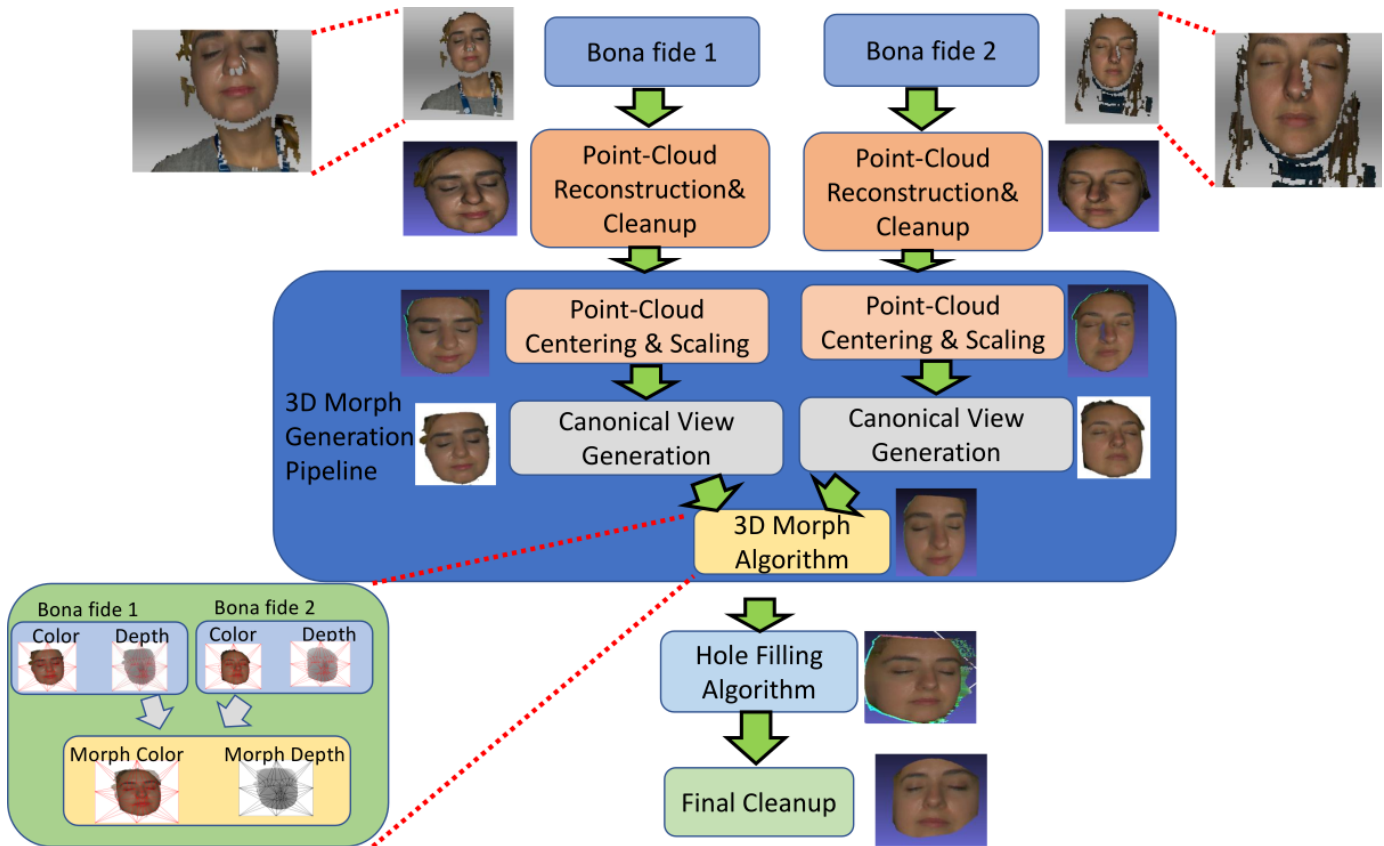 Bona fide 1
Bona fide 2
Point-Cloud
Reconstruction&
Cleanup
Point-Cloud
Reconstruction&
Cleanup
Point-Cloud
Centering & Scaling
Point-Cloud
Centering & Scaling
3D Morph
Generation
Pipeline
Canonical View
Generation
Canonical View
Generation
3D Morph
Algorithm
Bona fide 1
Bona fide 2
Color
Depth
Color
Depth
Morph Color
Morph Depth
Hole Filling
Algorithm
Final Cleanup